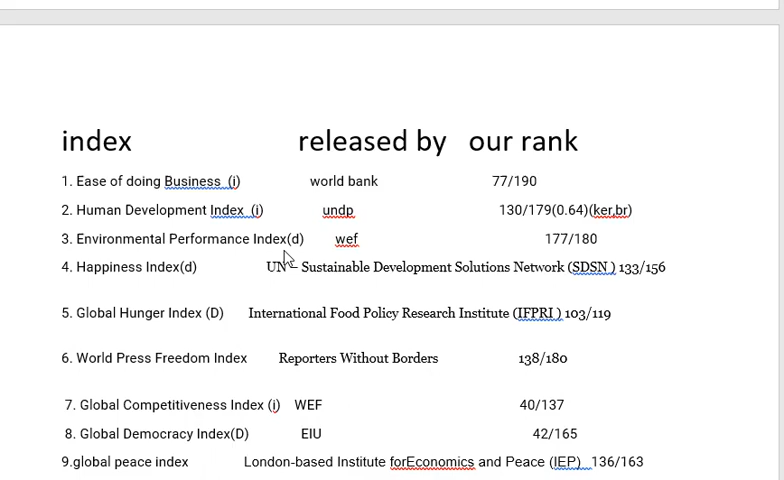 index released by our rank
1. Ease of doing Business (i) world bank 77/190
2. Human Development Index (i) undp 130/179(0.64)(ker,br)
3. Environmental Performance Index(d) wef 177/180
4. Happiness Index(d) UN – Sustainable Development Solutions Network (SDSN ) 133/156
5. Global Hunger Index (D) International Food Policy Research Institute (IFPRI ) 103/119
6. World Press Freedom Index Reporters Without Borders 138/180
7. Global Competitiveness Index (i) WEF 40/137
8. Global Democracy Index(D) EIU 42/165
9.global peace index London-based Institute forEconomics and Peace (IEP) 136/163